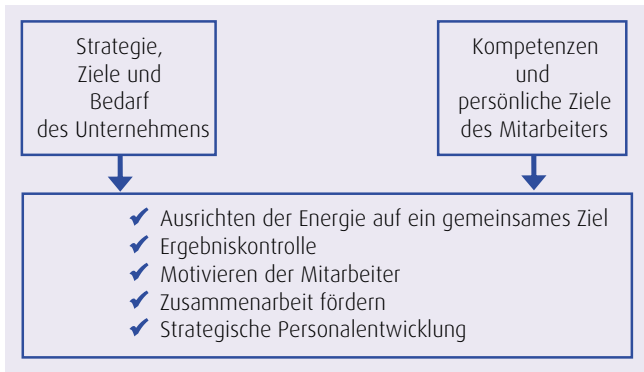 Strategie,
Ziele und
Bedarf
des Unternehmens
Kompetenzen
und
persönliche Ziele
des Mitarbeiters
✔ Ausrichten der Energie auf ein gemeinsames Ziel
✔ Ergebniskontrolle
✔ Motivieren der Mitarbeiter
✔ Zusammenarbeit fördern
✔ Strategische Personalentwicklung